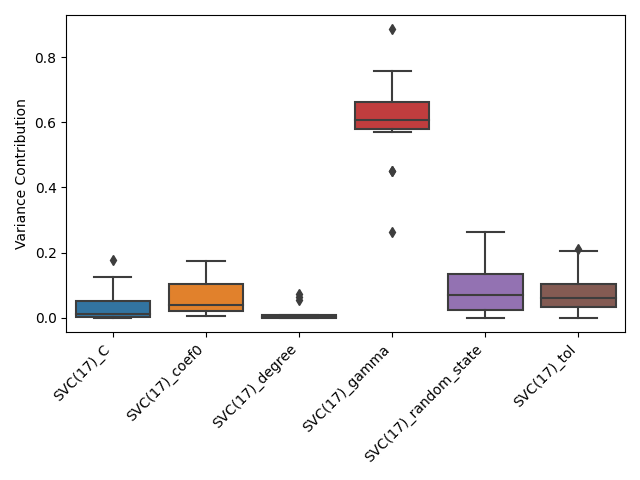 Variance Contribution
0.8
0.6
0.4
0.2
0.0
SVC(17)_C
SVC(17)_coef0
SVC(17)_degree
SVC(17)_gamma
SVC(17)_random_state
SVC(17)_tol